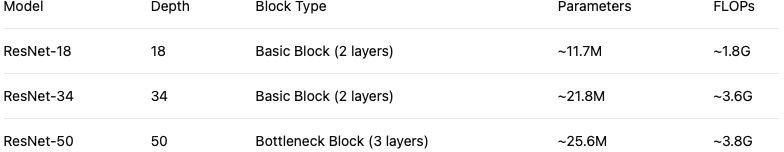 Model Depth Block Type Parameters FLOPs
ResNet-18 18 Basic Block (2 layers) ~11.7M ~1.8G
ResNet-34 34 Basic Block (2 layers) ~21.8M ~3.6G
ResNet-50 50 Bottleneck Block (3 layers) ~25.6M ~3.8G